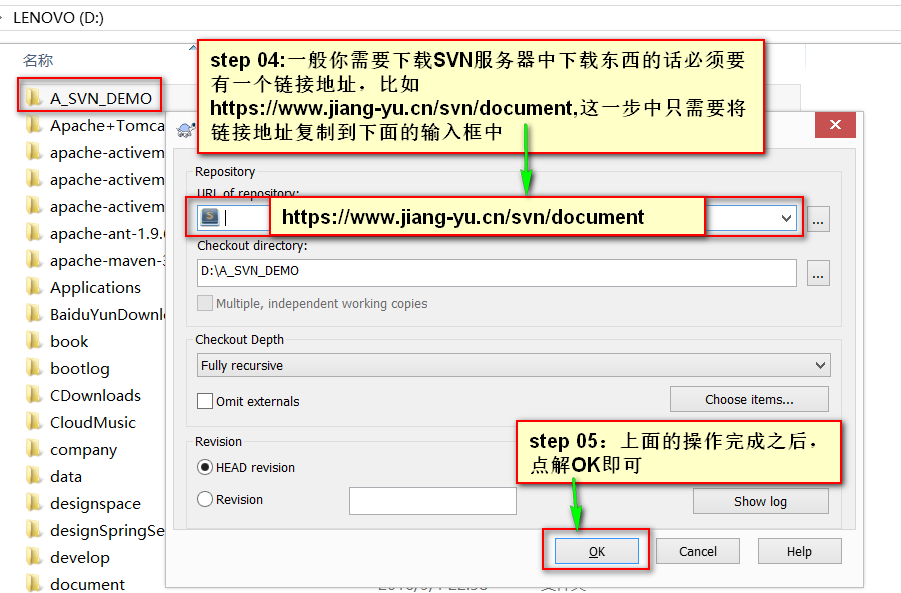 LENOVO (D:)
名称
step 04:一般你需要下载SVN服务器中下载东西的话必须要
有一个链接地址，比如
https://www.jiang-yu.cn/svn/document,这一步中只需要将
链接地址复制到下面的输入框中
A_SVN_DEMO
Apache+Tomca
apache-activem
apache-activem
apache-activem
apache-ant-1.9.
apache-maven-3
Applications
BaiduYunDownl
book
bootlog
CDownloads
CloudMusic
company
data
designspace
designSpringSe
develop
document
Repository
URL of repository:
https://www.jiang-yu.cn/svn/document
...
Checkout directory:
D:\A_SVN_DEMO
...
Multiple, independent working copies
Checkout Depth
Fully recursive
Omit externals
Choose items...
step 05：上面的操作完成之后，
点解OK即可
Revision
HEAD revision
Revision
Show log
OK
Cancel
Help